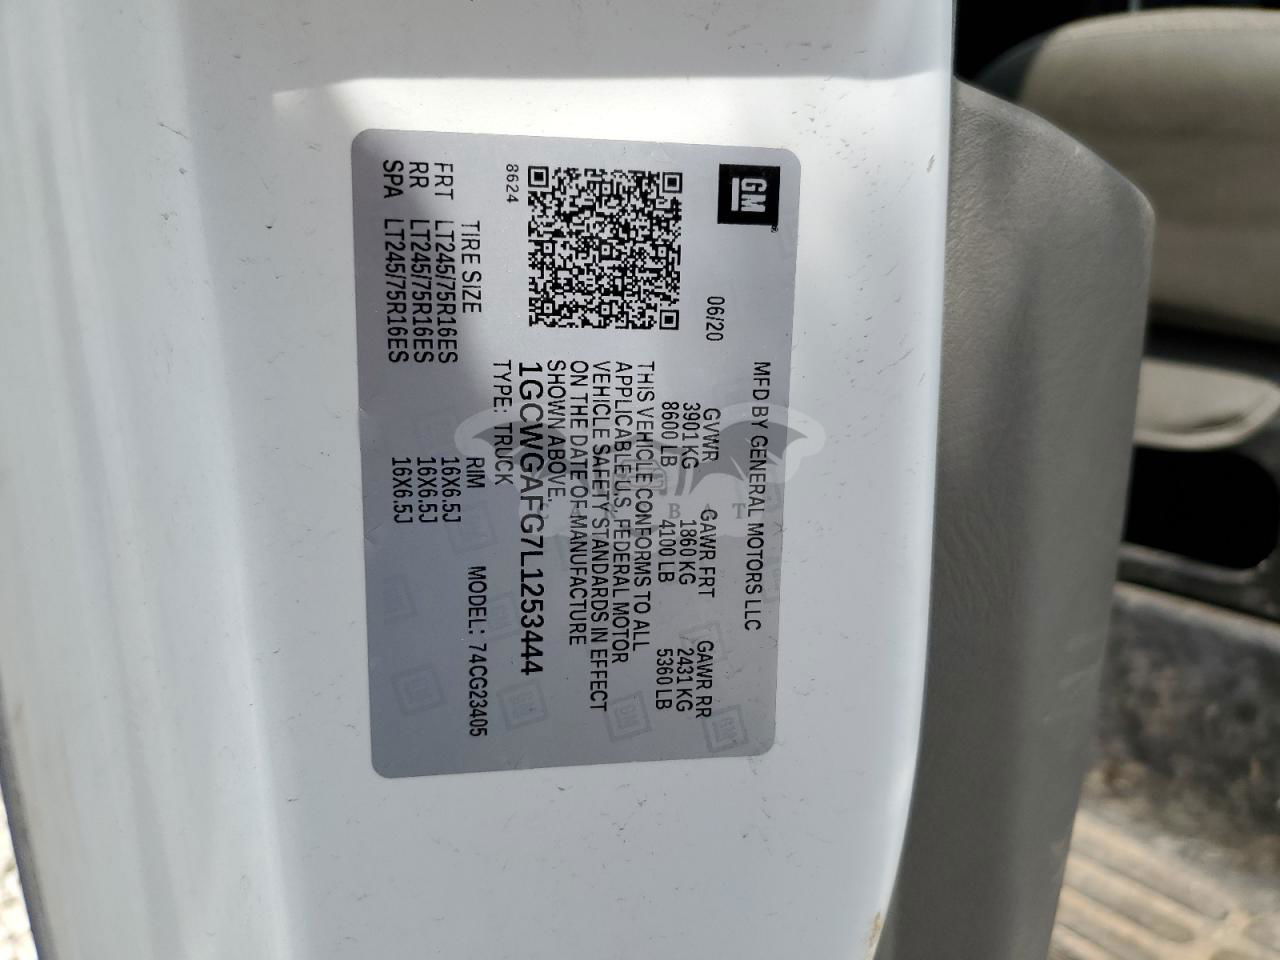 GM
MFD BY GENERAL MOTORS LLC
06/20
GVWR GAWR FRT GAWR RR
3901 KG 1860 KG 2431 KG
8600 LB 4100 LB 5360 LB
THIS VEHICLE CONFORMS TO ALL
APPLICABLE U.S. FEDERAL MOTOR
VEHICLE SAFETY STANDARDS IN EFFECT
ON THE DATE OF MANUFACTURE
SHOWN ABOVE.
1GCWGAFG7L1253444
8624
TYPE: TRUCK
MODEL: 74CG23405
TIRE SIZE RIM
FRT LT245/75R16ES 16X6.5J
RR LT245/75R16ES 16X6.5J
SPA LT245/75R16ES 16X6.5J